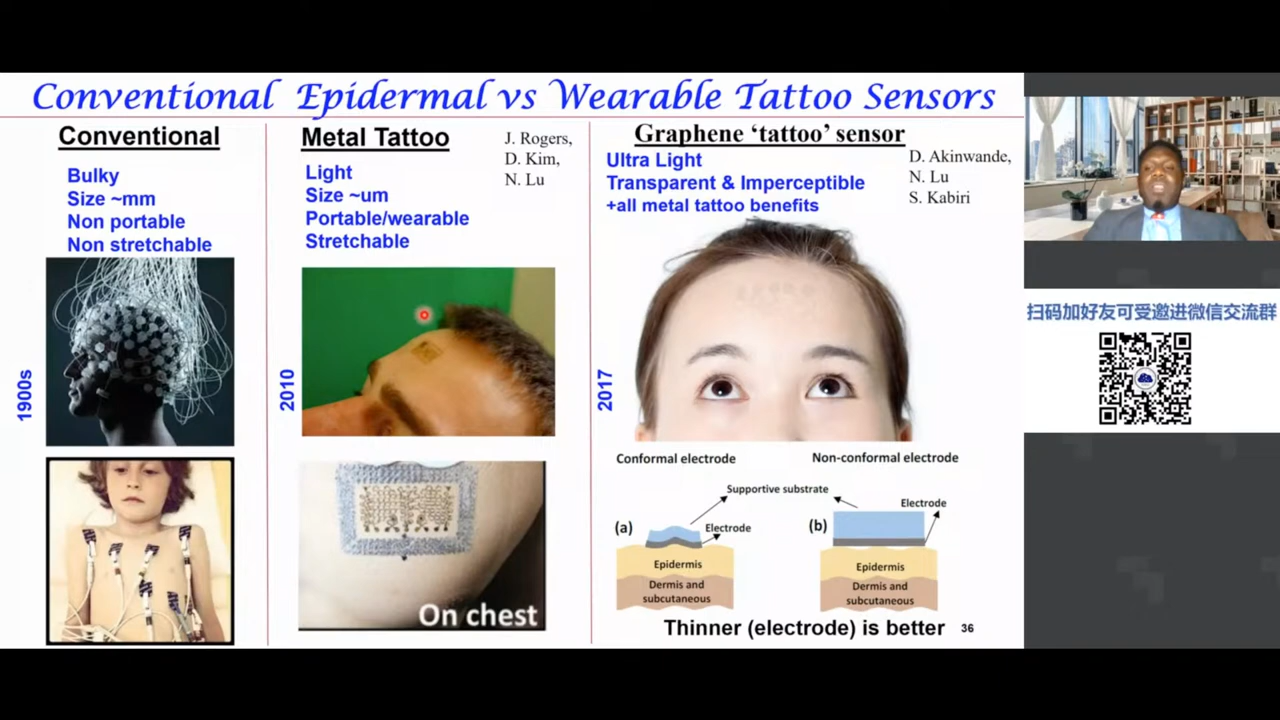 Conventional Epidermal vs Wearable Tattoo Sensors
Conventional
Bulky
Size ~mm
Non portable
Non stretchable
1900s
Metal Tattoo
J. Rogers,
D. Kim,
N. Lu
Light
Size ~um
Portable/wearable
Stretchable
2010
On chest
Graphene ‘tattoo’ sensor
Ultra Light
Transparent & Imperceptible
+all metal tattoo benefits
D. Akinwande,
N. Lu
S. Kabiri
2017
Conformal electrode
Non-conformal electrode
Supportive substrate
(a)
Electrode
Epidermis
Dermis and
subcutaneous
(b)
Electrode
Epidermis
Dermis and
subcutaneous
Thinner (electrode) is better
36
扫码加好友可受邀进微信交流群